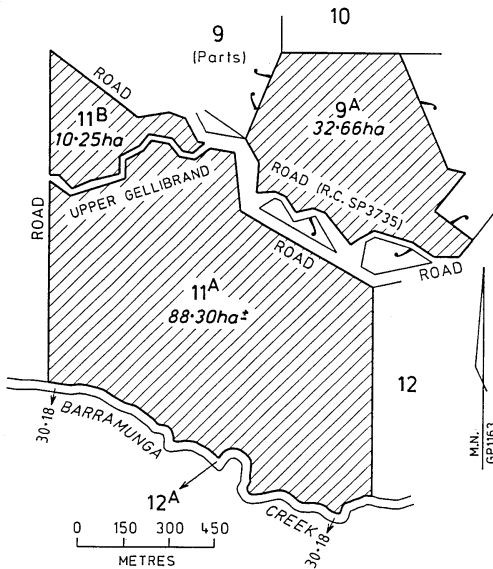 9
(Parts)
10
ROAD
11B
10·25ha
9A
32·66ha
ROAD (R.C. SP3735)
UPPER GELLIBRAND
ROAD
ROAD
ROAD
11A
88·30ha±
12
30·18
BARRAMUNGA
CREEK
12A
30·18
M.N.
GP1163
0 150 300 450
METRES